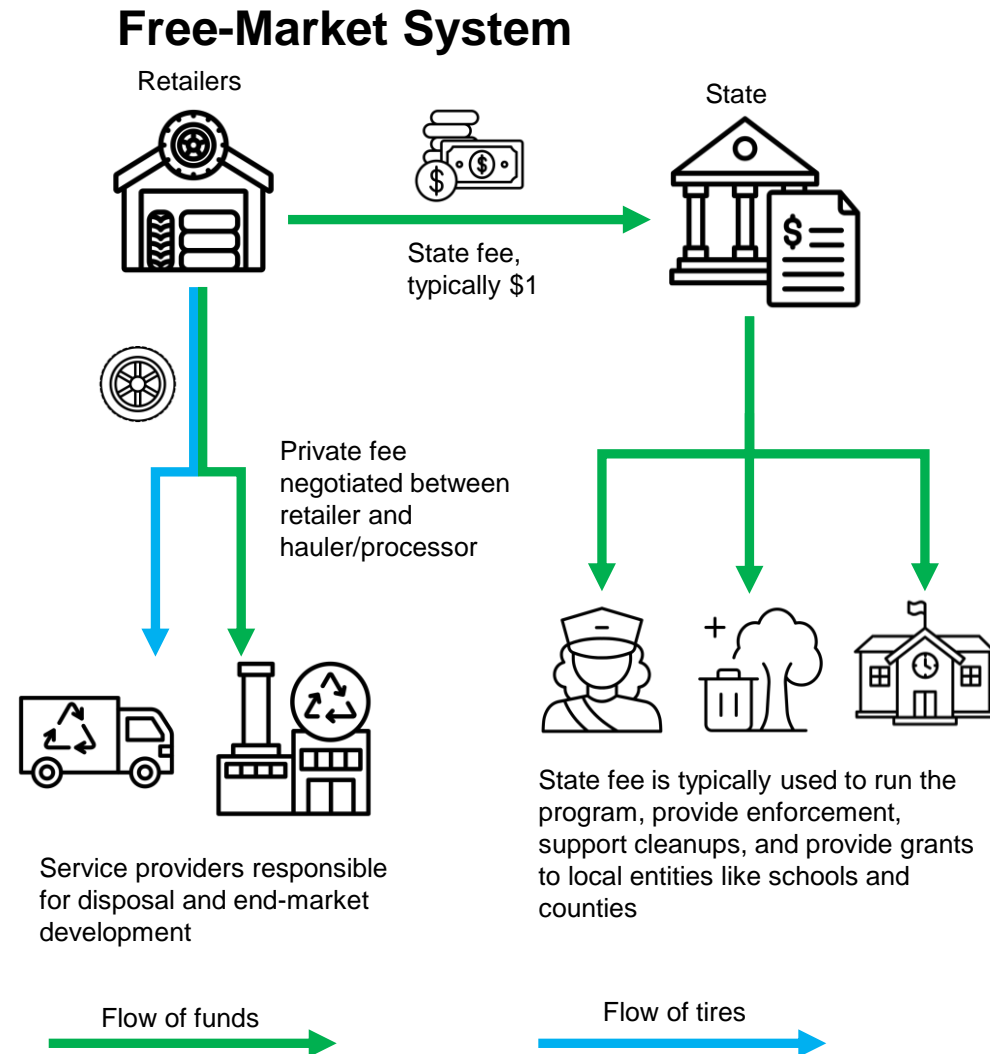 Free-Market System
Retailers
State
$
$
$
State fee,
typically $1
Private fee
negotiated between
retailer and
hauler/processor
Service providers responsible
for disposal and end-market
development
State fee is typically used to run the
program, provide enforcement,
support cleanups, and provide grants
to local entities like schools and
counties
Flow of funds
Flow of tires